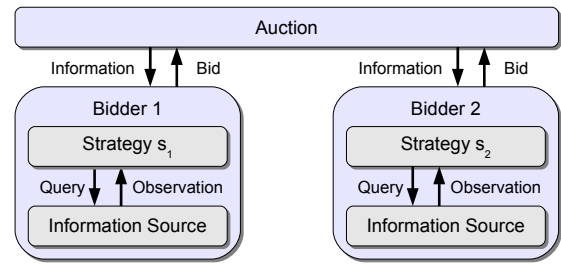 Auction
Information Bid Information Bid
Bidder 1 Bidder 2
Strategy s₁ Strategy s₂
Query Observation Query Observation
Information Source Information Source